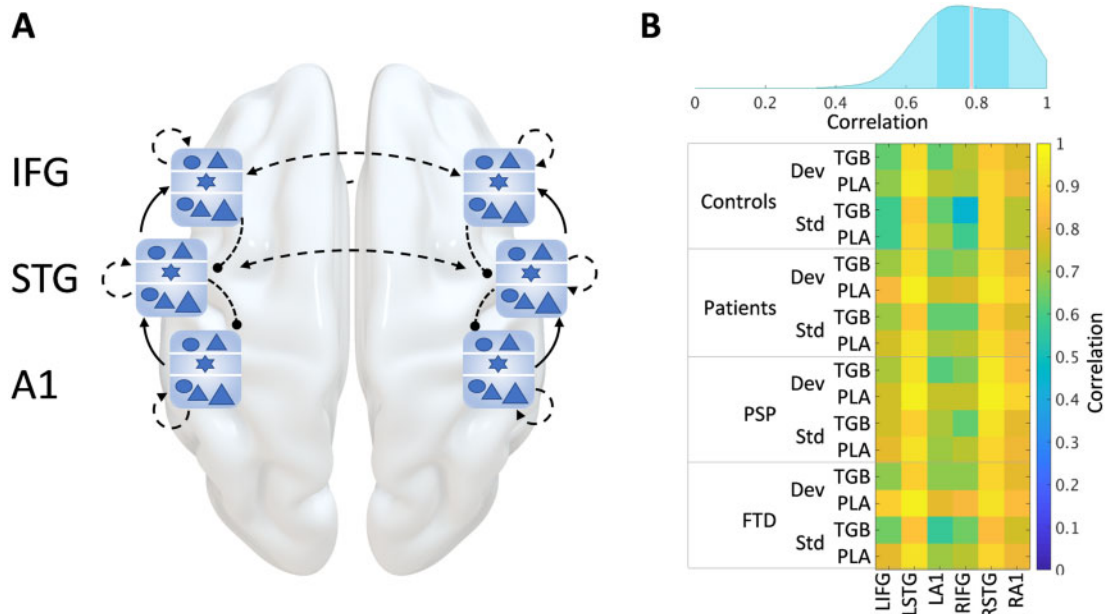 A
B
IFG
STG
A1
0 0.2 0.4 0.6 0.8 1
Correlation
Controls
Dev
TGB
PLA
Std
TGB
PLA
Patients
Dev
TGB
PLA
Std
TGB
PLA
PSP
Dev
TGB
PLA
Std
TGB
PLA
FTD
Dev
TGB
PLA
Std
TGB
PLA
LIFG
LSTG
LA1
RIFG
RSTG
RA1
1
0.9
0.8
0.7
0.6
0.5
0.4
0.3
0.2
0.1
0
Correlation